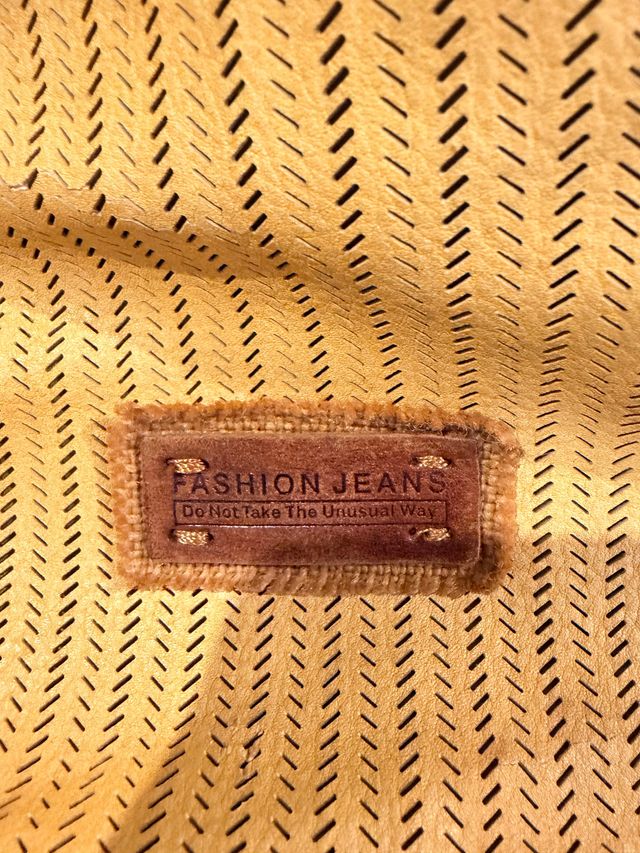 FASHION JEANS
Do Not Take The Unusual Way